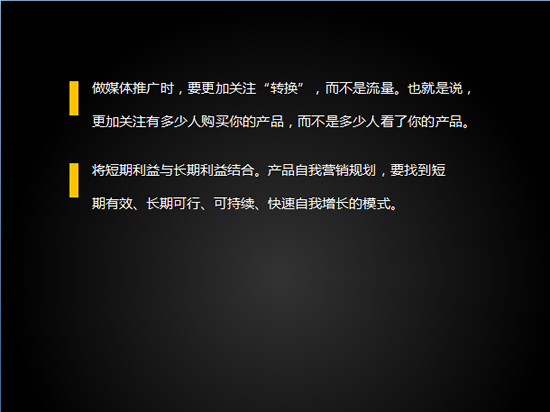 做媒体推广时，要更加关注“转换”，而不是流量。也就是说，
更加关注有多少人购买你的产品，而不是多少人看了你的产品。
将短期利益与长期利益结合。产品自我营销规划，要找到短
期有效、长期可行、可持续、快速自我增长的模式。